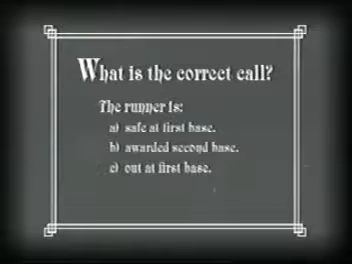 What is the correct call?
The runner is:
a) safe at first base.
b) awarded second base.
c) out at first base.